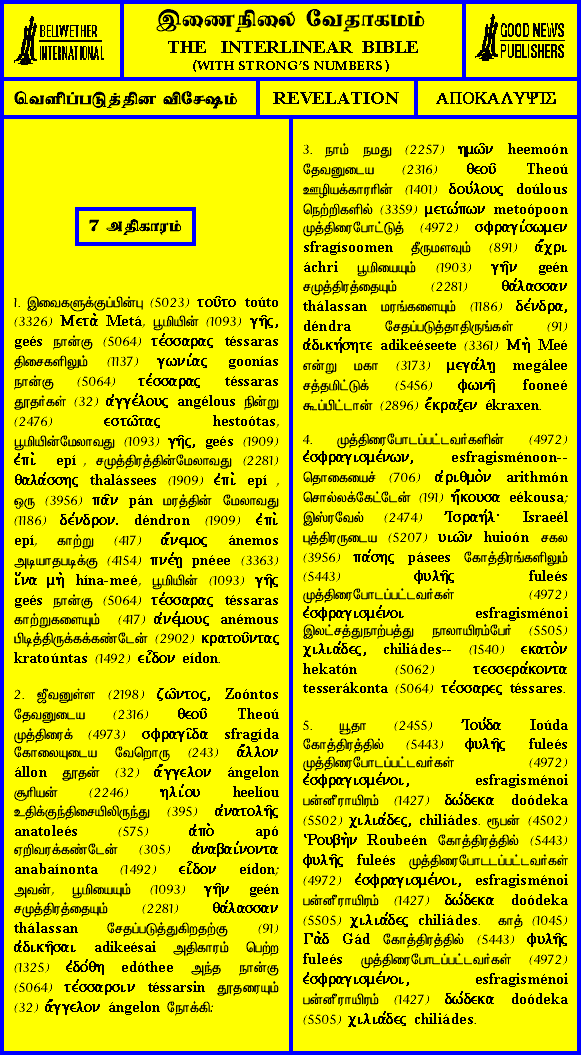 BELIWETHER
INTERNATIONAL
இணைநிலை வேதாகமம்
THE INTERLINEAR BIBLE
(WITH STRONG'S NUMBERS)
GOOD NEWS
PUBLISHERS
வெளிப்படுத்தின விசேஷம்
REVELATION
ΑΠΟΚΑΛΥΨΙΣ
7 அதிகாரம்
1. இவைகளுக்குப்பின்பு (5023) τοῦτο toúto
(3326) Μετὰ Metá, பூமியின் (1093) γῆς,
geés நான்கு (5064) τέσσαρας téssaras
திசைகளிலும் (1137) γωνίας goonías
நான்கு (5064) τέσσαρας téssaras
தூதர்கள் (32) ἀγγέλους angélous நின்று
(2476) εστῶτας hestoótas,
பூமியின்மேலாவது (1093) γῆς, geés (1909)
ἐπὶ epí , சமுத்திரத்தின்மேலாவது (2281)
θαλάσσης thalássees (1909) ἐπὶ epí ,
ஒரு (3956) πᾶν pán மரத்தின் மேலாவது
(1186) δένδρον. déndron (1909) ἐπὶ
epí, காற்று (417) ἄνεμος ánemos
அடியாதபடிக்கு (4154) πνέῃ pnéee (3363)
ἵνα μὴ hína-meé, பூமியின் (1093) γῆς
geés நான்கு (5064) τέσσαρας téssaras
காற்றுகளையும் (417) ἀνέμους anémous
பிடித்திருக்கக்கண்டேன் (2902) κρατοῦντας
kratoúntas (1492) εἶδον eídon.
2. ஜீவனுள்ள (2198) ζῶντος, Zoóntos
தேவனுடைய (2316) θεοῦ Theoú
முத்திரைக் (4973) σφραγῖδα sfragída
கோலையுடைய வேறொரு (243) ἄλλον
állon தூதன் (32) ἄγγελον ángelon
சூரியன் (2246) ηλίου heelíou
உதிக்குந்திசையிலிருந்து (395) ἀνατολῆς
anatoleés (575) ἀπὸ apó
ஏறிவரக்கண்டேன் (305) ἀναβαίνοντα
anabaínonta (1492) εἶδον eídon;
அவன், பூமியையும் (1093) γῆν geén
சமுத்திரத்தையும் (2281) θάλασσαν
thálassan சேதப்படுத்துகிறதற்கு (91)
ἀδικῆσαι adikeésai அதிகாரம் பெற்ற
(1325) ἐδόθη edóthee அந்த நான்கு
(5064) τέσσαρσιν téssarsin தூதரையும்
(32) ἄγγελον ángelon நோக்கி:
3. நாம் நமது (2257) ημῶν heemoón
தேவனுடைய (2316) θεοῦ Theoú
ஊழியக்காரரின் (1401) δούλους doúlous
நெற்றிகளில் (3359) μετώπων metoópoon
முத்திரைபோட்டுத் (4972) σφραγίσωμεν
sfragísoomen தீருமளவும் (891) ἄχρι
áchri பூமியையும் (1903) γῆν geén
சமுத்திரத்தையும் (2281) θάλασσαν
thálassan மரங்களையும் (1186) δένδρα,
déndra சேதப்படுத்தாதிருங்கள் (91)
ἀδικήσητε adikeéseete (3361) Μὴ Meé
என்று மகா (3173) μεγάλῃ megálee
சத்தமிட்டுக் (5456) φωνῇ fooneé
கூப்பிட்டான் (2896) ἔκραξεν ékraxen.
4. முத்திரைபோடப்பட்டவர்களின் (4972)
ἐσφραγισμένων, esfragisménoon--
தொகையைச் (706) ἀριθμὸν arithmón
சொல்லக்கேட்டேன் (191) ἤκουσα eékousa;
இஸ்ரவேல் (2474) Ἰσραήλ· Israeél
புத்திரருடைய (5207) υιῶν huioón சகல
(3956) πάσης pásees கோத்திரங்களிலும்
(5443) φυλῆς fuleés
முத்திரைபோடப்பட்டவர்கள் (4972)
ἐσφραγισμένοι esfragisménoi
இலட்சத்துநாற்பத்து நாலாயிரம்பேர் (5505)
χιλιάδες, chiliádes-- (1540) εκατὸν
hekatón (5062) τεσσεράκοντα
tesserákonta (5064) τέσσαρες téssares.
5. யூதா (2455) Ἰούδα Ioúda
கோத்திரத்தில் (5443) φυλῆς fuleés
முத்திரைபோடப்பட்டவர்கள் (4972)
ἐσφραγισμένοι, esfragisménoi
பன்னீராயிரம் (1427) δώδεκα doódeka
(5502) χιλιάδες, chiliádes. ரூபன் (4502)
Ῥουβὴν Roubeén கோத்திரத்தில் (5443)
φυλῆς fuleés முத்திரைபோடடப்பட்டவர்கள்
(4972) ἐσφραγισμένοι, esfragisménoi
பன்னீராயிரம் (1427) δώδεκα doódeka
(5505) χιλιάδες chiliádes. காத் (1045)
Γὰδ Gád கோத்திரத்தில் (5443) φυλῆς
fuleés முத்திரைபோடப்பட்டவர்கள் (4972)
ἐσφραγισμένοι, esfragisménoi
பன்னீராயிரம் (1427) δώδεκα doódeka
(5505) χιλιάδες chiliádes.